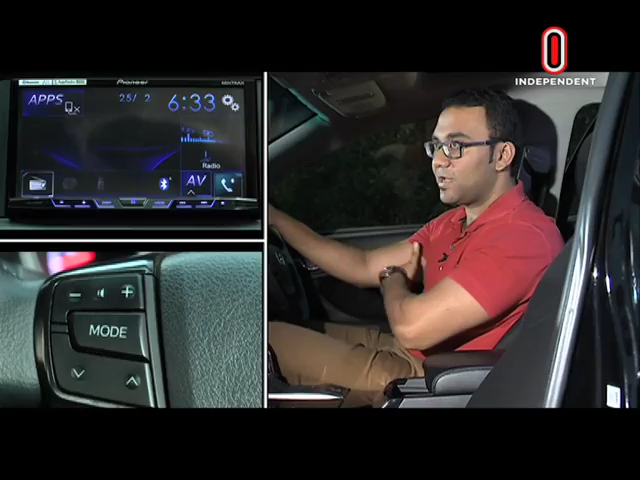 INDEPENDENT
Pioneer
APPS
25/ 2
6:33
Radio
AV
MODE